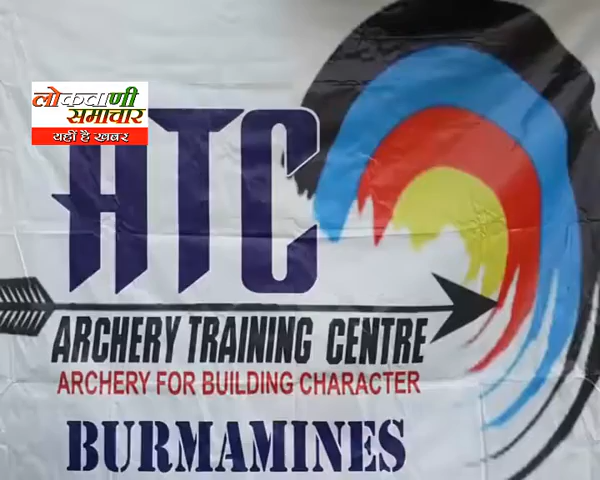 लोकवाणी
समाचार
यहीं है खबर
ATC
ARCHERY TRAINING CENTRE
ARCHERY FOR BUILDING CHARACTER
BURMAMINES